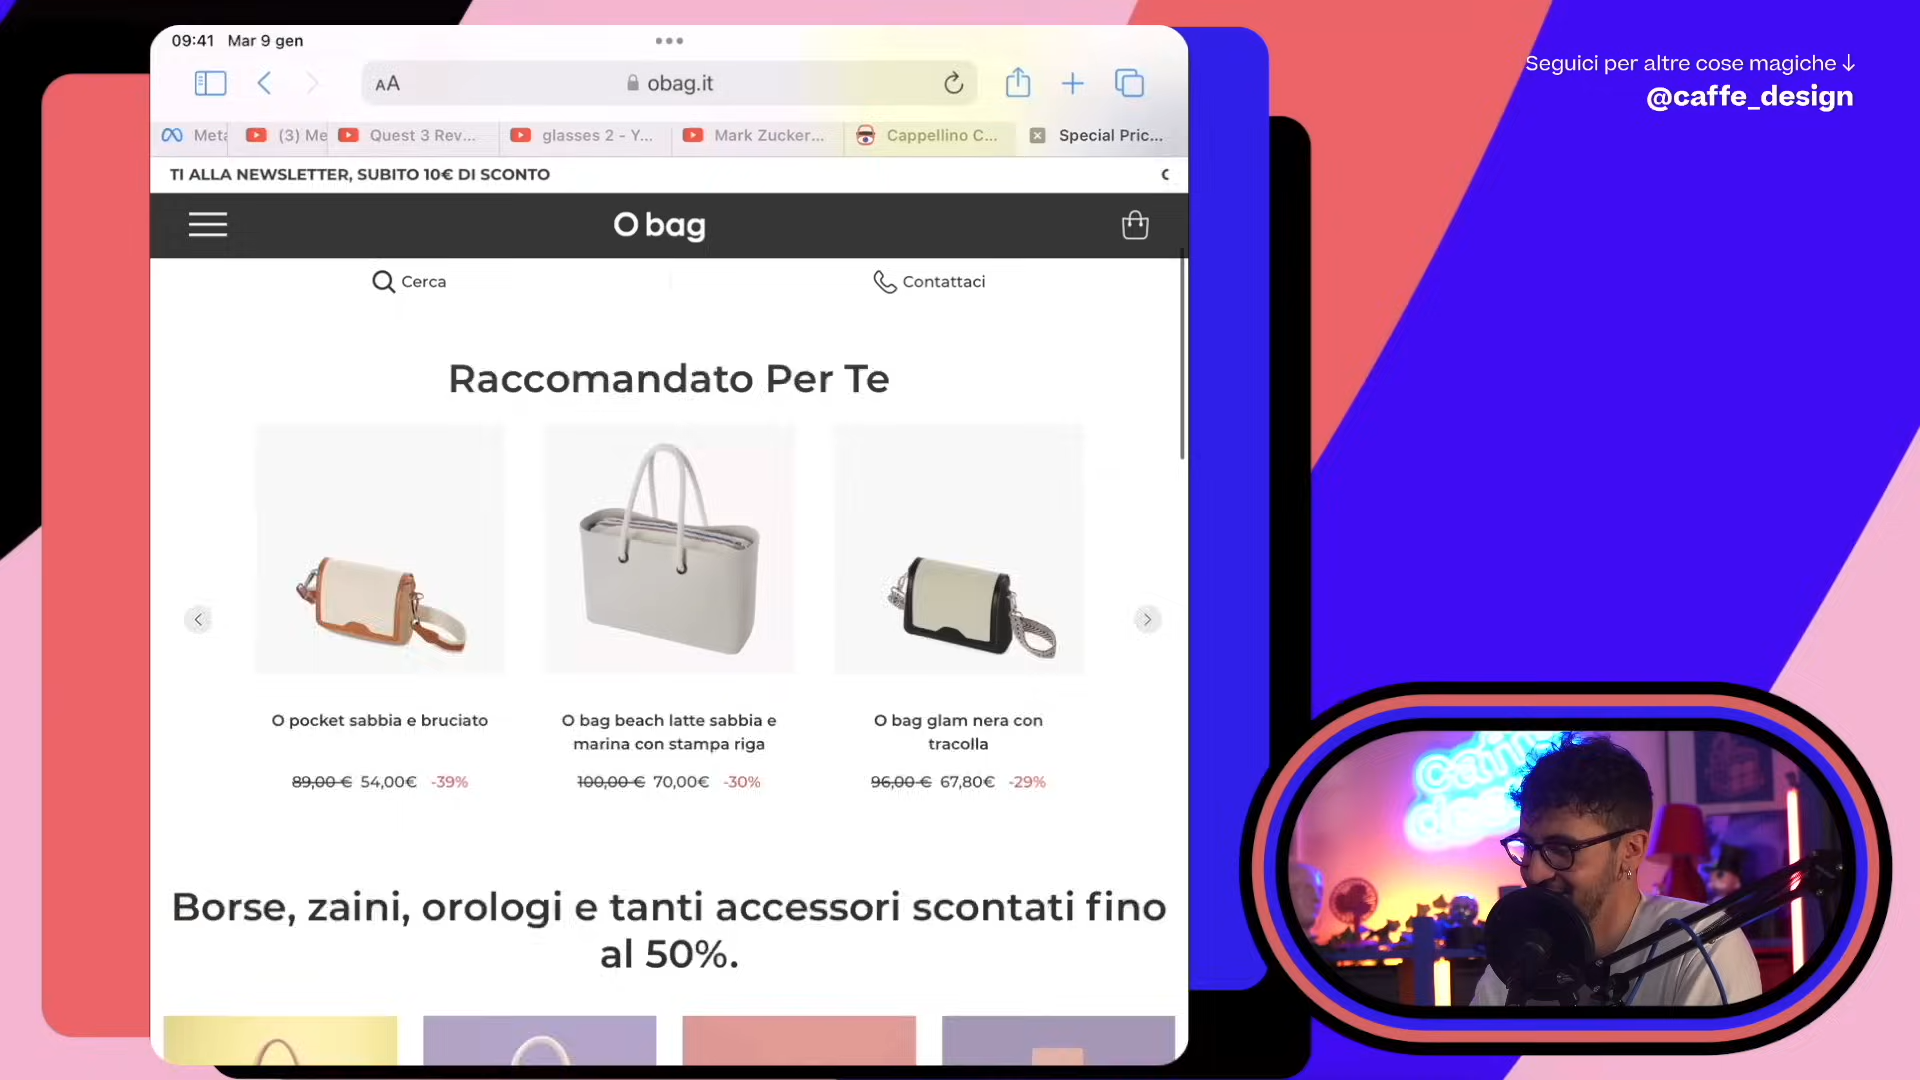 09:41 Mar 9 gen
Seguici per altre cose magiche ↓
@caffe_design
AA
obag.it
Meta
(3) Me
Quest 3 Rev...
glasses 2 - Y...
Mark Zucker...
Cappellino C...
Special Pric...
TI ALLA NEWSLETTER, SUBITO 10€ DI SCONTO
O bag
Cerca
Contattaci
Raccomandato Per Te
O pocket sabbia e bruciato
89,00 € 54,00€ -39%
O bag beach latte sabbia e
marina con stampa riga
100,00 € 70,00€ -30%
O bag glam nera con
tracolla
96,00 € 67,80€ -29%
Borse, zaini, orologi e tanti accessori scontati fino
al 50%.